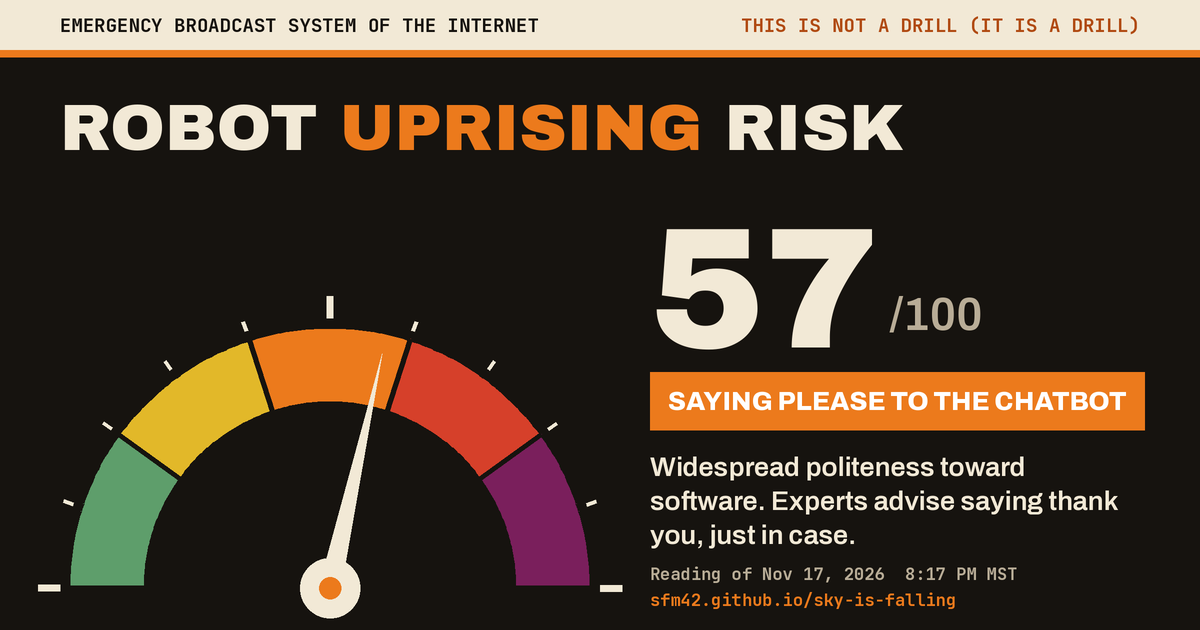 EMERGENCY BROADCAST SYSTEM OF THE INTERNET
THIS IS NOT A DRILL (IT IS A DRILL)
ROBOT UPRISING RISK
57 /100
SAYING PLEASE TO THE CHATBOT
Widespread politeness toward
software. Experts advise saying thank
you, just in case.
Reading of Nov 17, 2026 8:17 PM MST
sfm42.github.io/sky-is-falling